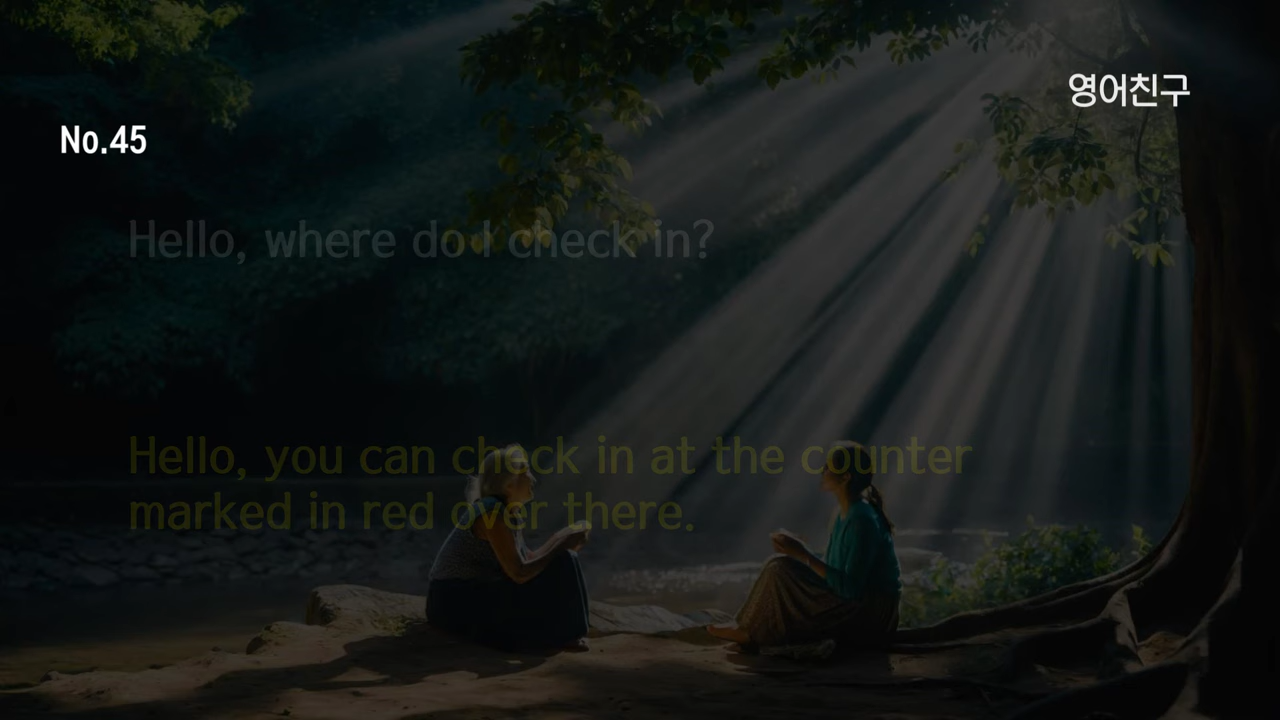 영어친구
No.45
Hello, where do I check in?
Hello, you can check in at the counter
marked in red over there.